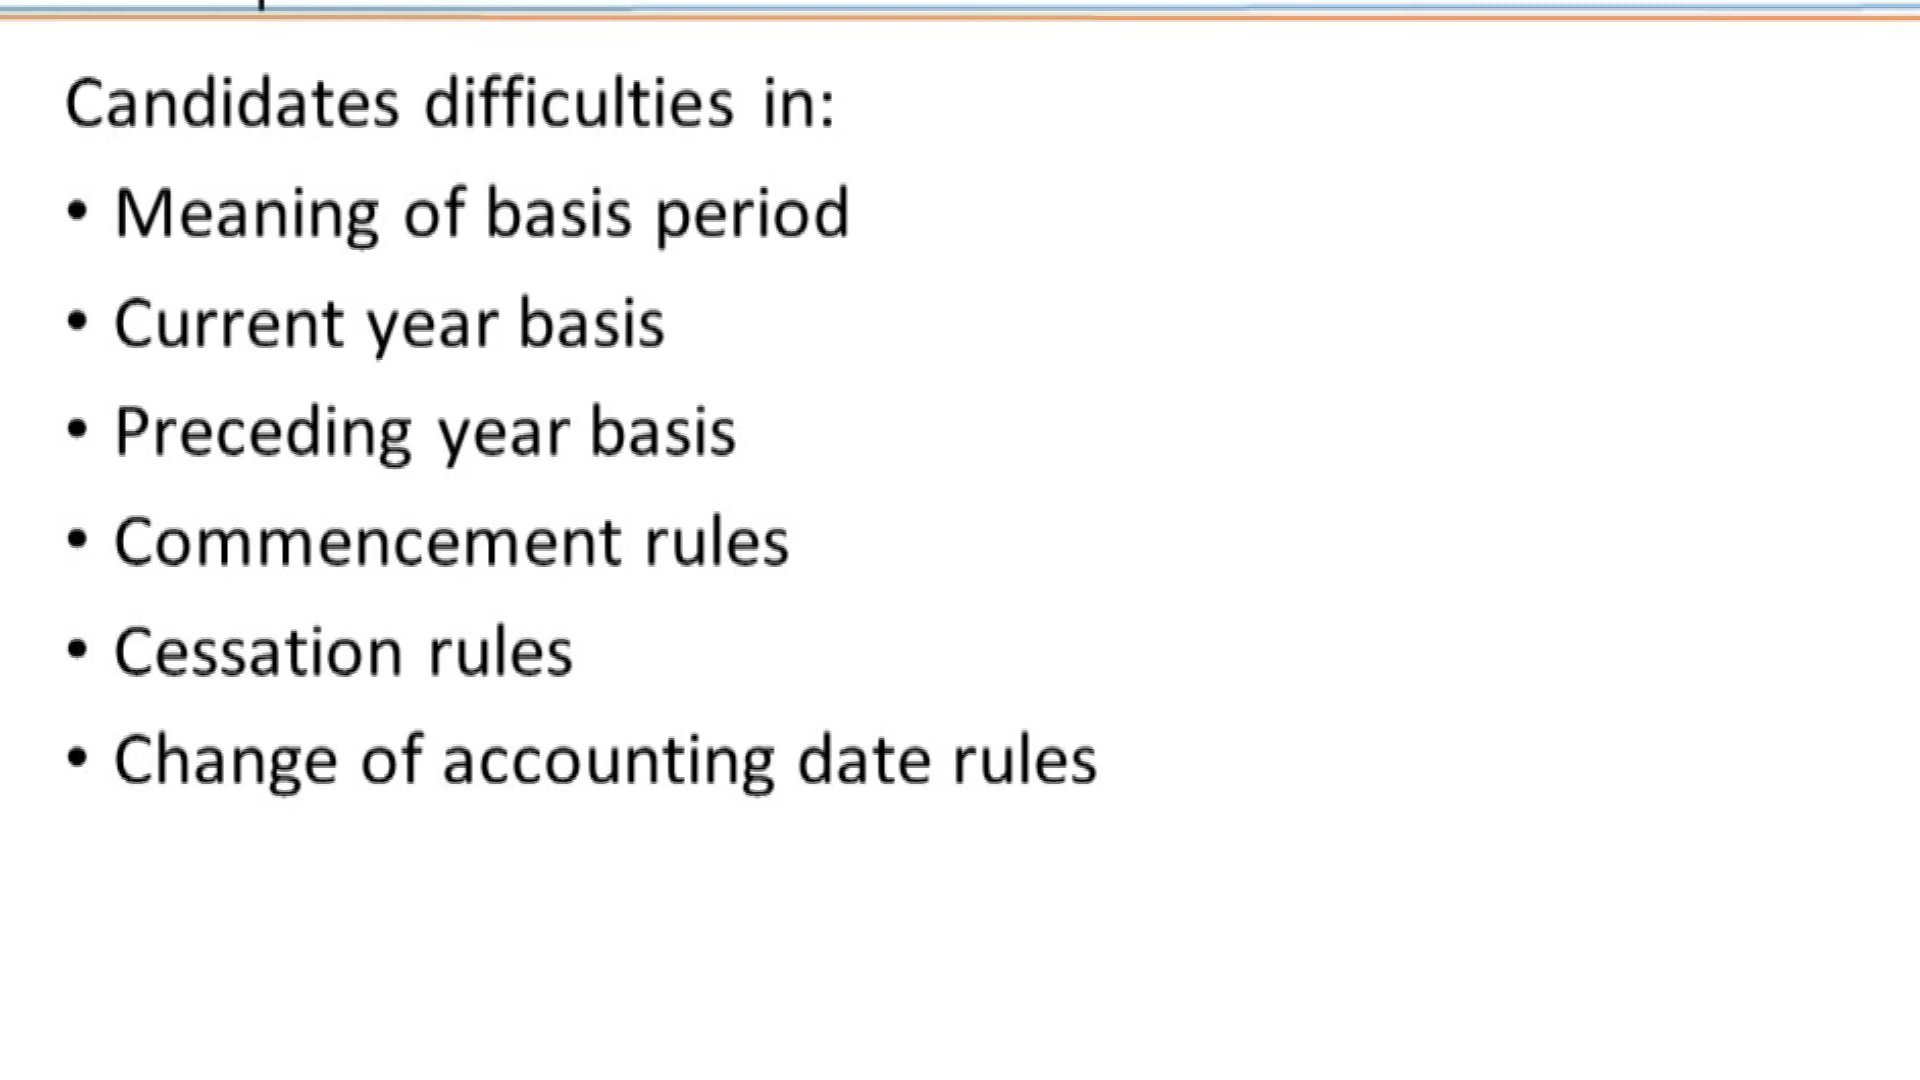 Candidates difficulties in:
• Meaning of basis period
• Current year basis
• Preceding year basis
• Commencement rules
• Cessation rules
• Change of accounting date rules